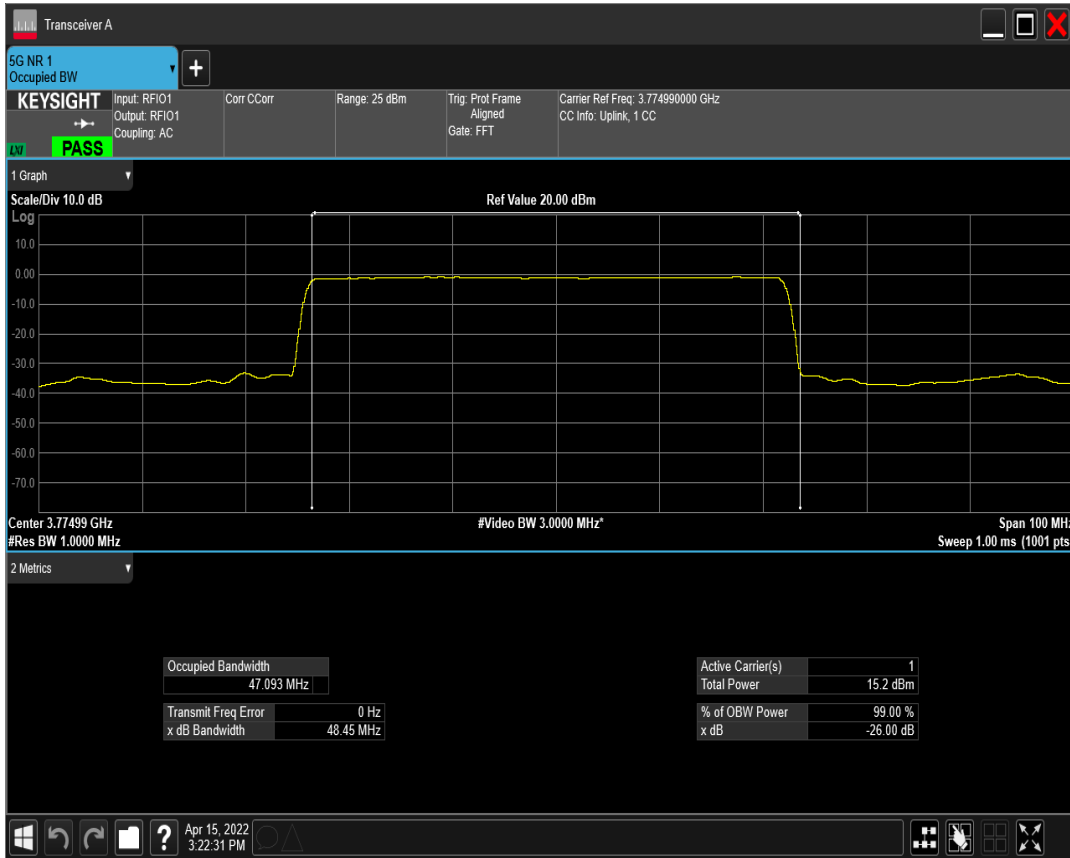 Transceiver A
5G NR 1
Occupied BW
+
KEYSIGHT
LXI
PASS
Input: RFIO1
Output: RFIO1
Coupling: AC
Corr CCorr
Range: 25 dBm
Trig: Prot Frame
Aligned
Gate: FFT
Carrier Ref Freq: 3.774990000 GHz
CC Info: Uplink, 1 CC
1 Graph
Scale/Div 10.0 dB
Ref Value 20.00 dBm
Log
10.0
0.00
-10.0
-20.0
-30.0
-40.0
-50.0
-60.0
-70.0
Center 3.77499 GHz
#Video BW 3.0000 MHz*
Span 100 MHz
#Res BW 1.0000 MHz
Sweep 1.00 ms (1001 pts
2 Metrics
Occupied Bandwidth
47.093 MHz
Transmit Freq Error 0 Hz
x dB Bandwidth 48.45 MHz
Active Carrier(s) 1
Total Power 15.2 dBm
% of OBW Power 99.00 %
x dB -26.00 dB
?
Apr 15, 2022
3:22:31 PM